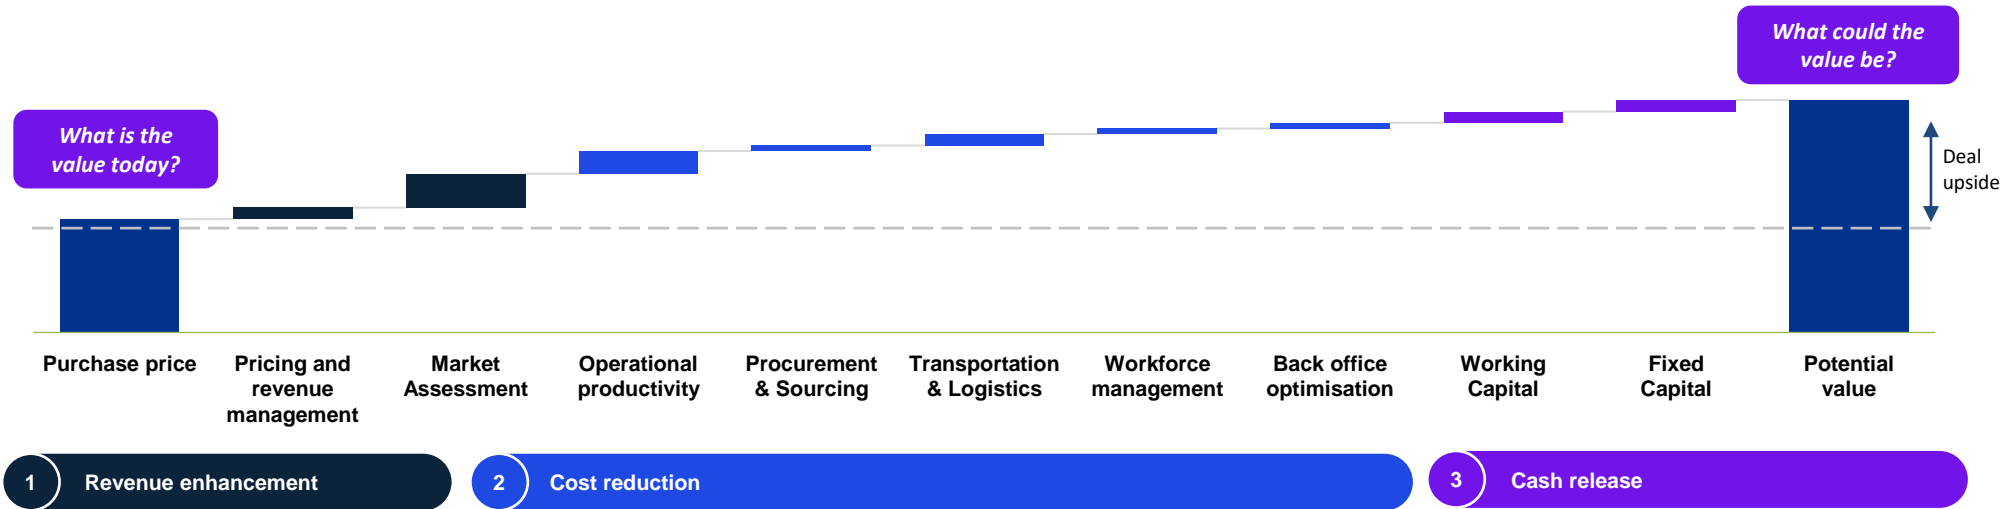 What could the
value be?
What is the
value today?
Deal
upside
Purchase price
Pricing and
revenue
management
Market
Assessment
Operational
productivity
Procurement
& Sourcing
Transportation
& Logistics
Workforce
management
Back office
optimisation
Working
Capital
Fixed
Capital
Potential
value
1 Revenue enhancement
2 Cost reduction
3 Cash release